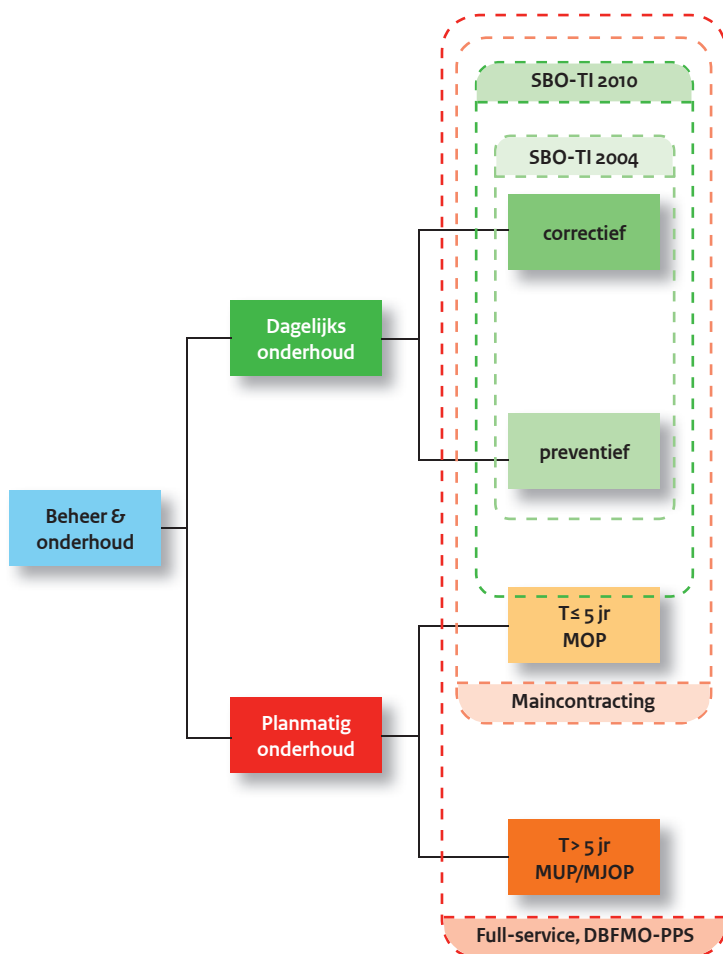 SBO-TI 2010
SBO-TI 2004
correctief
Dagelijks
onderhoud
preventief
Beheer &
onderhoud
T ≤ 5 jr
MOP
Maincontracting
Planmatig
onderhoud
T > 5 jr
MUP/MJOP
Full-service, DBFMO-PPS